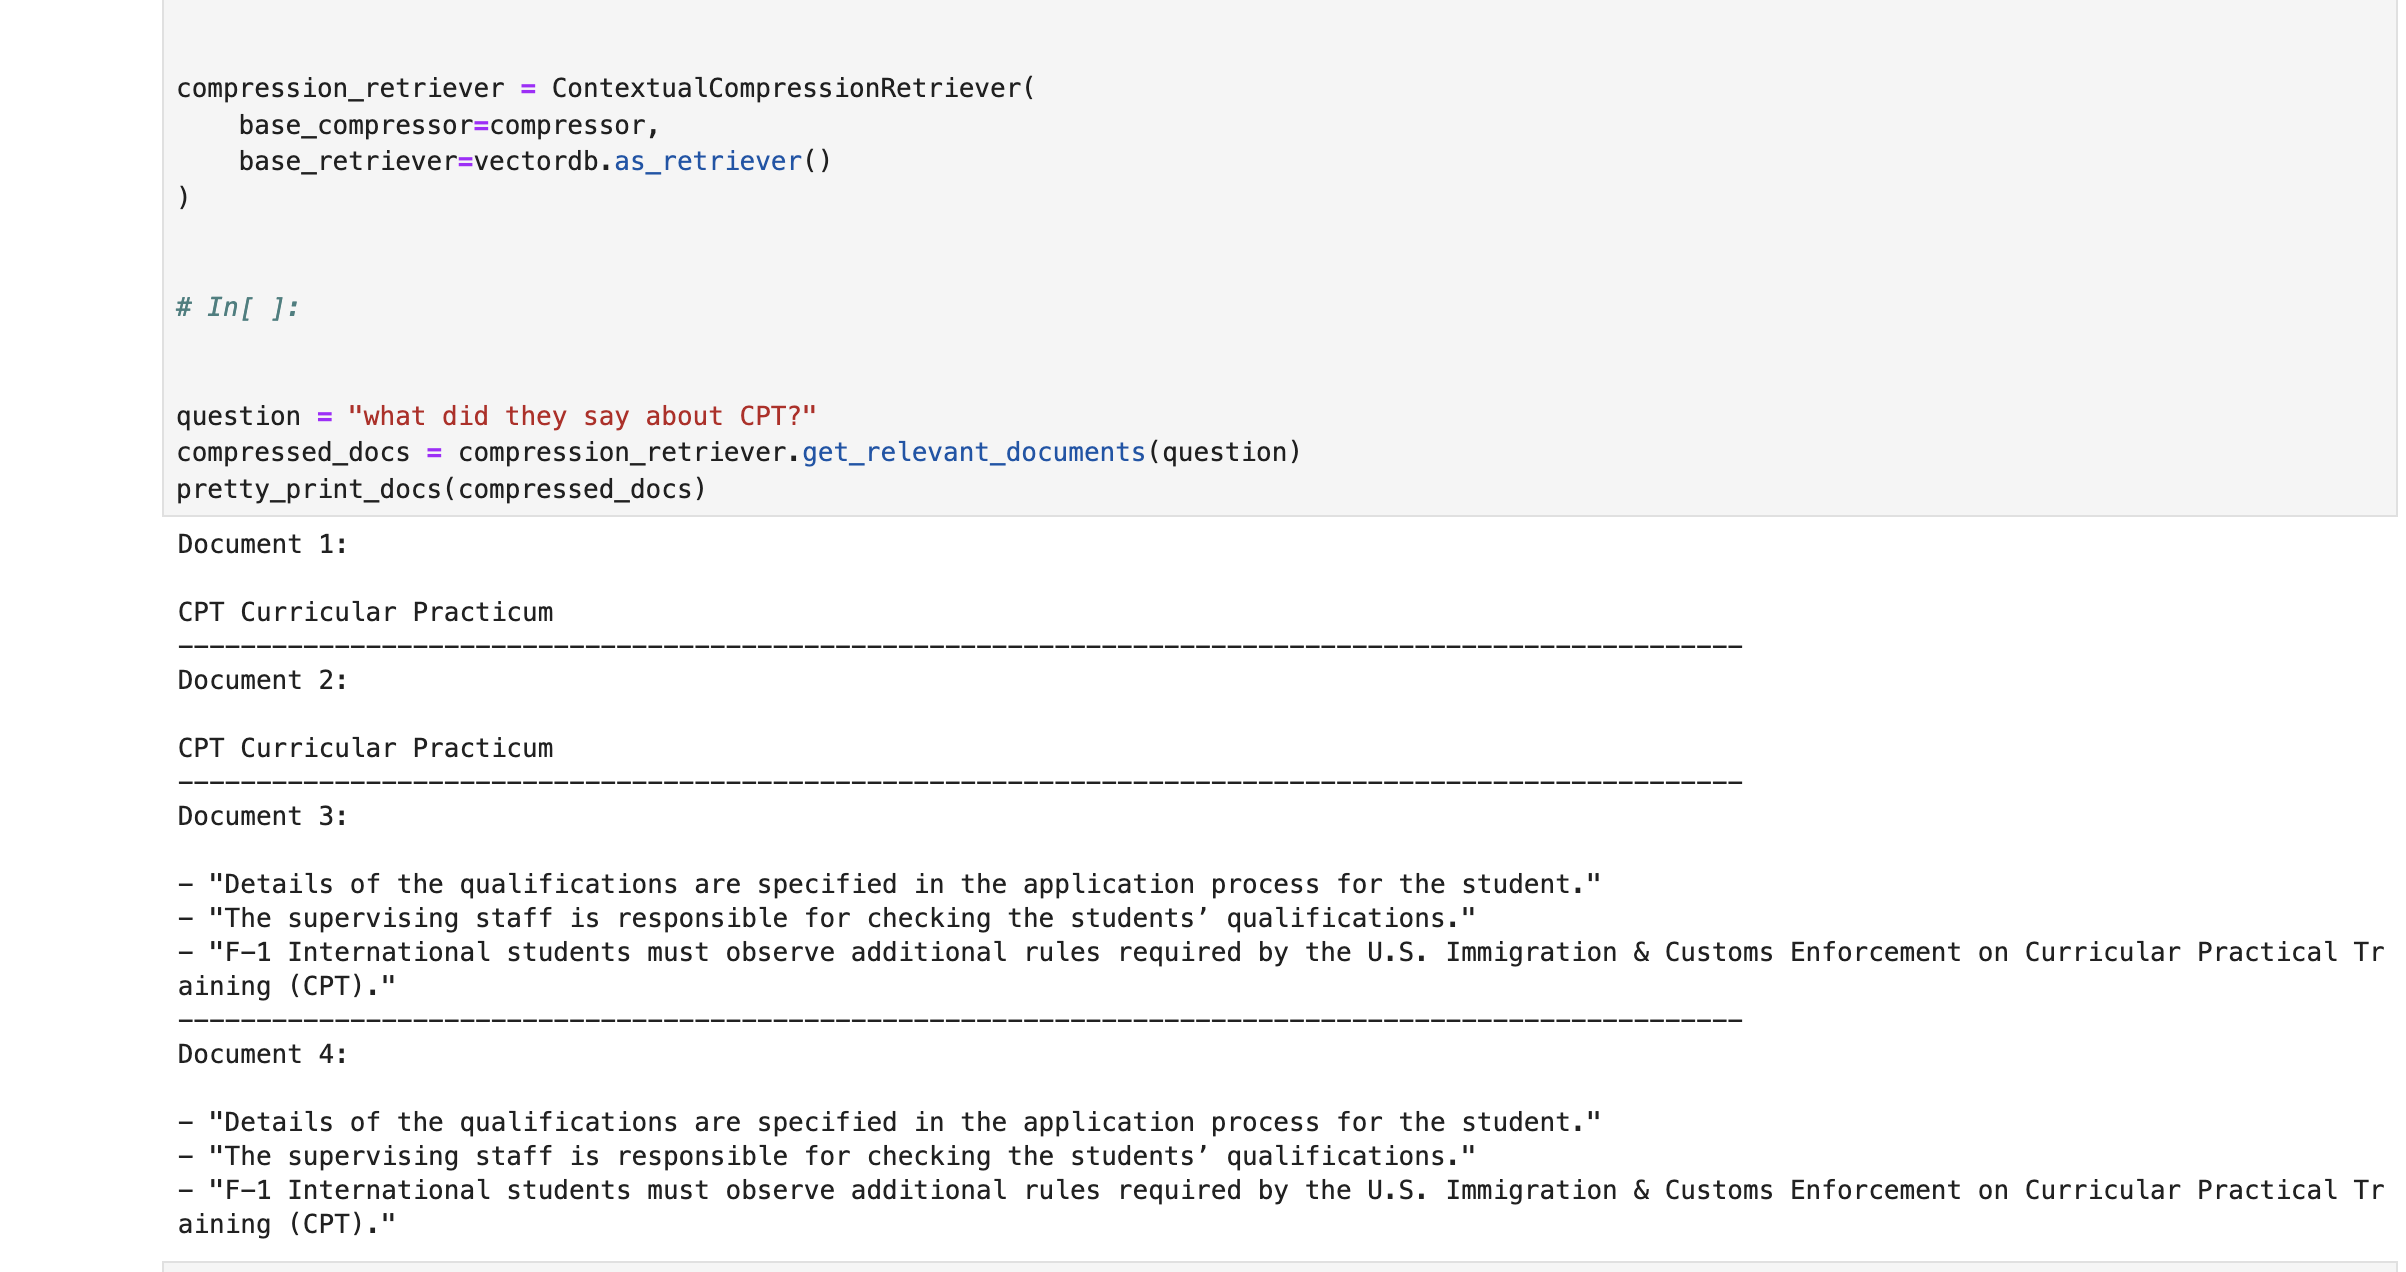 compression_retriever = ContextualCompressionRetriever(
    base_compressor=compressor,
    base_retriever=vectordb.as_retriever()
)
# In[ ]:
question = "what did they say about CPT?"
compressed_docs = compression_retriever.get_relevant_documents(question)
pretty_print_docs(compressed_docs)
Document 1:
CPT Curricular Practicum
----------------------------------------------------------------------------------------------------
Document 2:
CPT Curricular Practicum
----------------------------------------------------------------------------------------------------
Document 3:
- "Details of the qualifications are specified in the application process for the student."
- "The supervising staff is responsible for checking the students’ qualifications."
- "F-1 International students must observe additional rules required by the U.S. Immigration & Customs Enforcement on Curricular Practical Tr
aining (CPT)."
----------------------------------------------------------------------------------------------------
Document 4:
- "Details of the qualifications are specified in the application process for the student."
- "The supervising staff is responsible for checking the students’ qualifications."
- "F-1 International students must observe additional rules required by the U.S. Immigration & Customs Enforcement on Curricular Practical Tr
aining (CPT)."